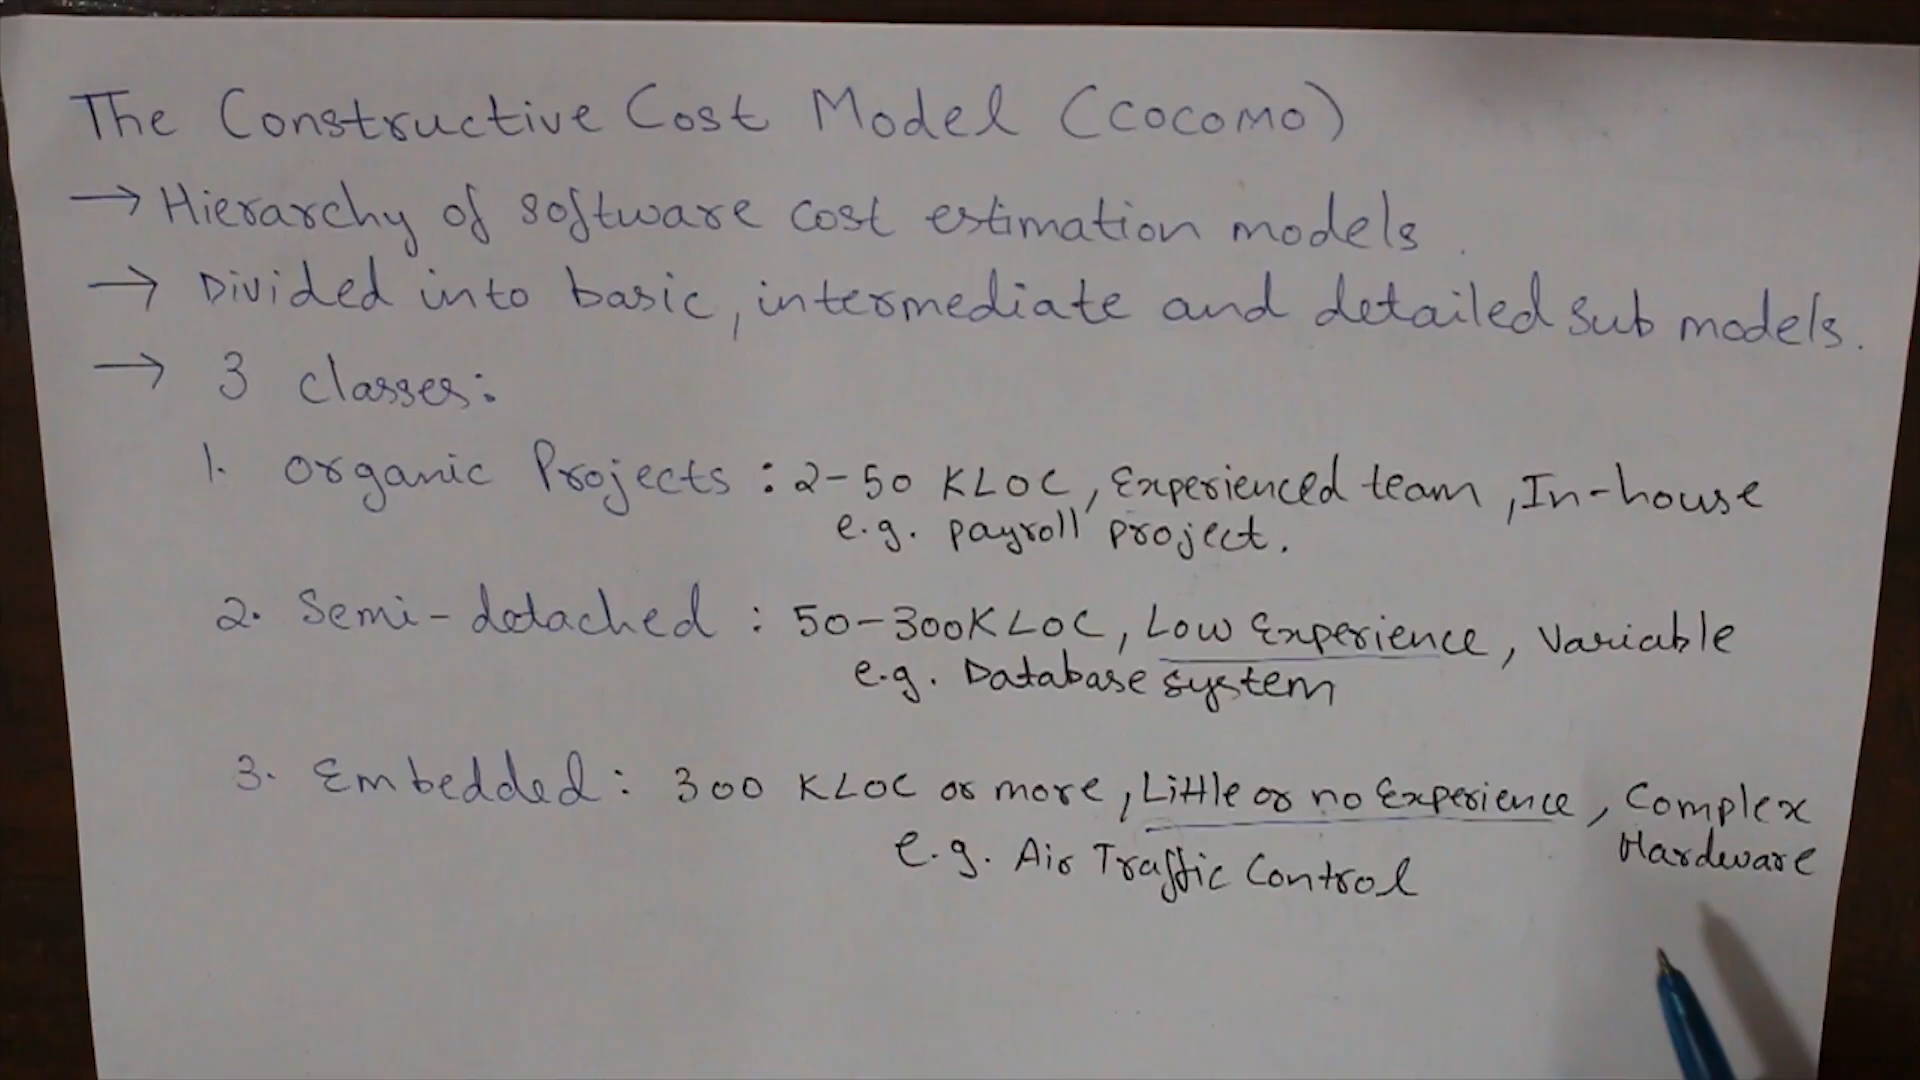 The Constructive Cost Model (COCOMO)
→ Hierarchy of software cost estimation models.
→ Divided into basic, intermediate and detailed sub models.
→ 3 classes:
1. Organic Projects : 2-50 KLOC, Experienced team, In-house
e.g. payroll project.
2. Semi-detached : 50-300KLOC, Low Experience, Variable
e.g. Database system
3. Embedded : 300 KLOC or more, Little or no Experience, Complex
Hardware
e.g. Air Traffic Control